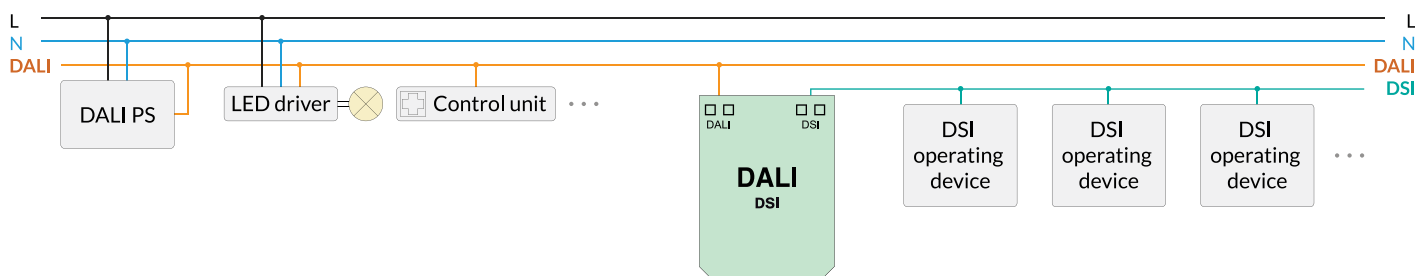 L L
N N
DALI DALI
DSI
DALI PS
LED driver
Control unit
...
DALI DSI
DALI
DSI
DSI
operating
device
DSI
operating
device
DSI
operating
device
...